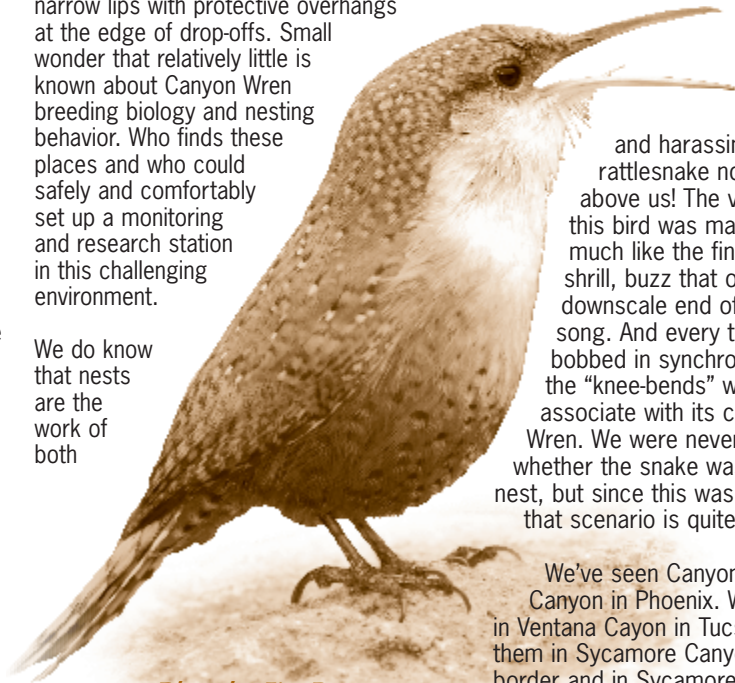 narrow lips with protective overhangs
at the edge of drop-offs. Small
wonder that relatively little is
known about Canyon Wren
breeding biology and nesting
behavior. Who finds these
places and who could
safely and comfortably
set up a monitoring
and research station
in this challenging
environment.
We do know
that nests
are the
work of
both
and harassin
rattlesnake no
above us! The v
this bird was ma
much like the fin
shrill, buzz that o
downscale end of
song. And every t
bobbed in synchro
the “knee-bends” w
associate with its c
Wren. We were never
whether the snake wa
nest, but since this was
that scenario is quite
We’ve seen Canyon
Canyon in Phoenix. W
in Ventana Cayon in Tucs
them in Sycamore Cany
border and in Sycamore